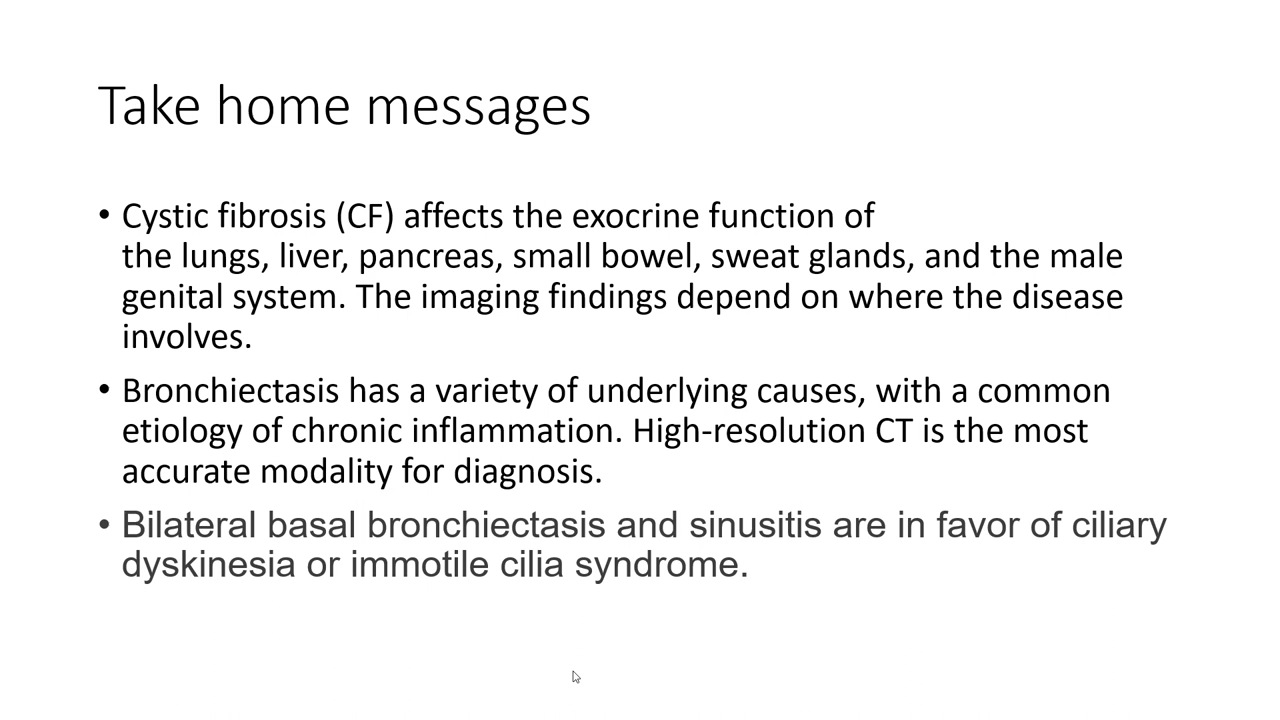 Take home messages
• Cystic fibrosis (CF) affects the exocrine function of
the lungs, liver, pancreas, small bowel, sweat glands, and the male
genital system. The imaging findings depend on where the disease
involves.
• Bronchiectasis has a variety of underlying causes, with a common
etiology of chronic inflammation. High-resolution CT is the most
accurate modality for diagnosis.
• Bilateral basal bronchiectasis and sinusitis are in favor of ciliary
dyskinesia or immotile cilia syndrome.